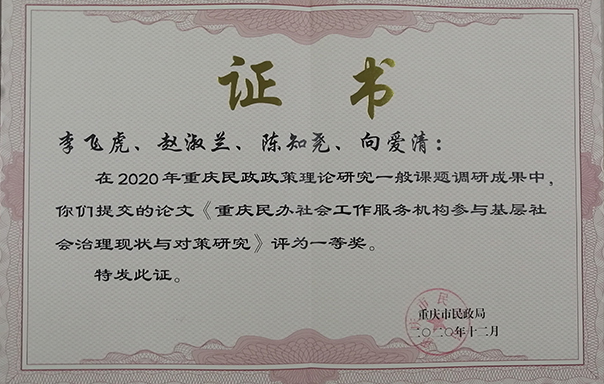 证书
李飞虎、赵淑兰、陈知尧、向爱清：
在2020年重庆民政政策理论研究一般课题调研成果中，
你们提交的论文《重庆民办社会工作服务机构参与基层社
会治理现状与对策研究》评为一等奖。
特发此证。
重庆市民政局
二〇二〇年十二月